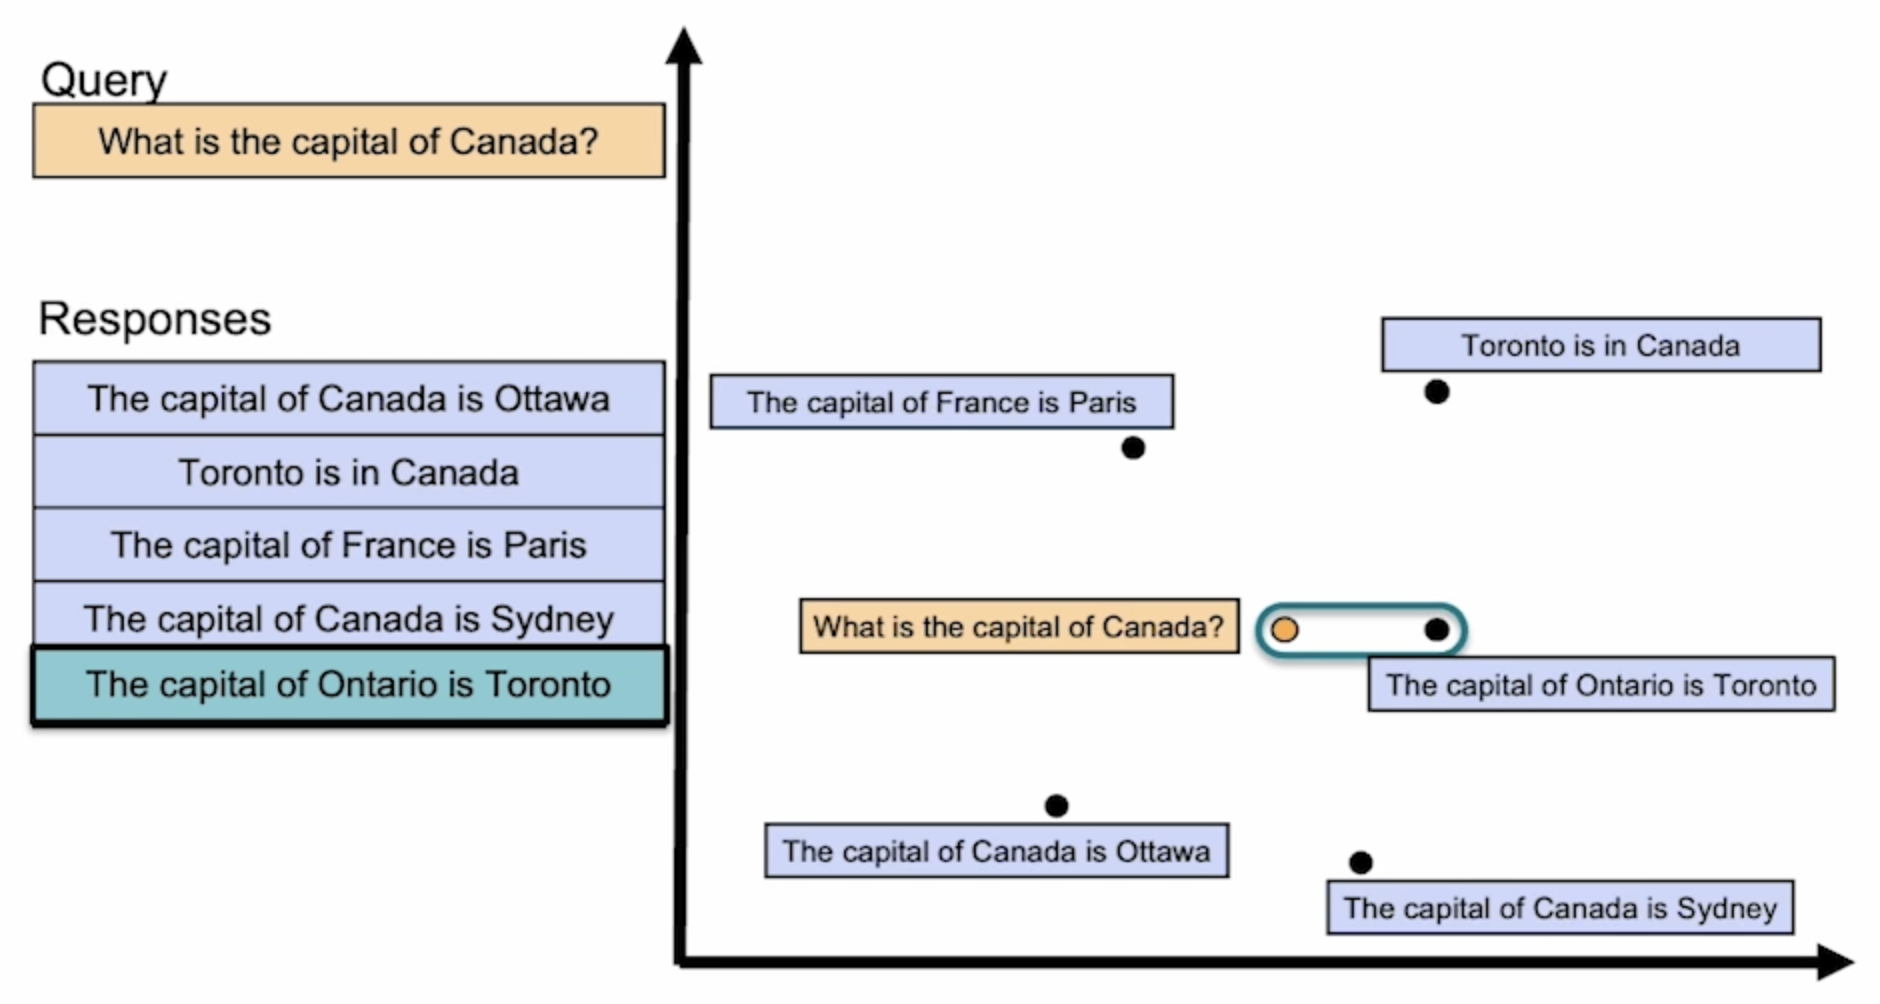 Query
What is the capital of Canada?
Responses
The capital of Canada is Ottawa
Toronto is in Canada
The capital of France is Paris
The capital of Canada is Sydney
The capital of Ontario is Toronto
Toronto is in Canada
The capital of France is Paris
What is the capital of Canada?
The capital of Ontario is Toronto
The capital of Canada is Ottawa
The capital of Canada is Sydney